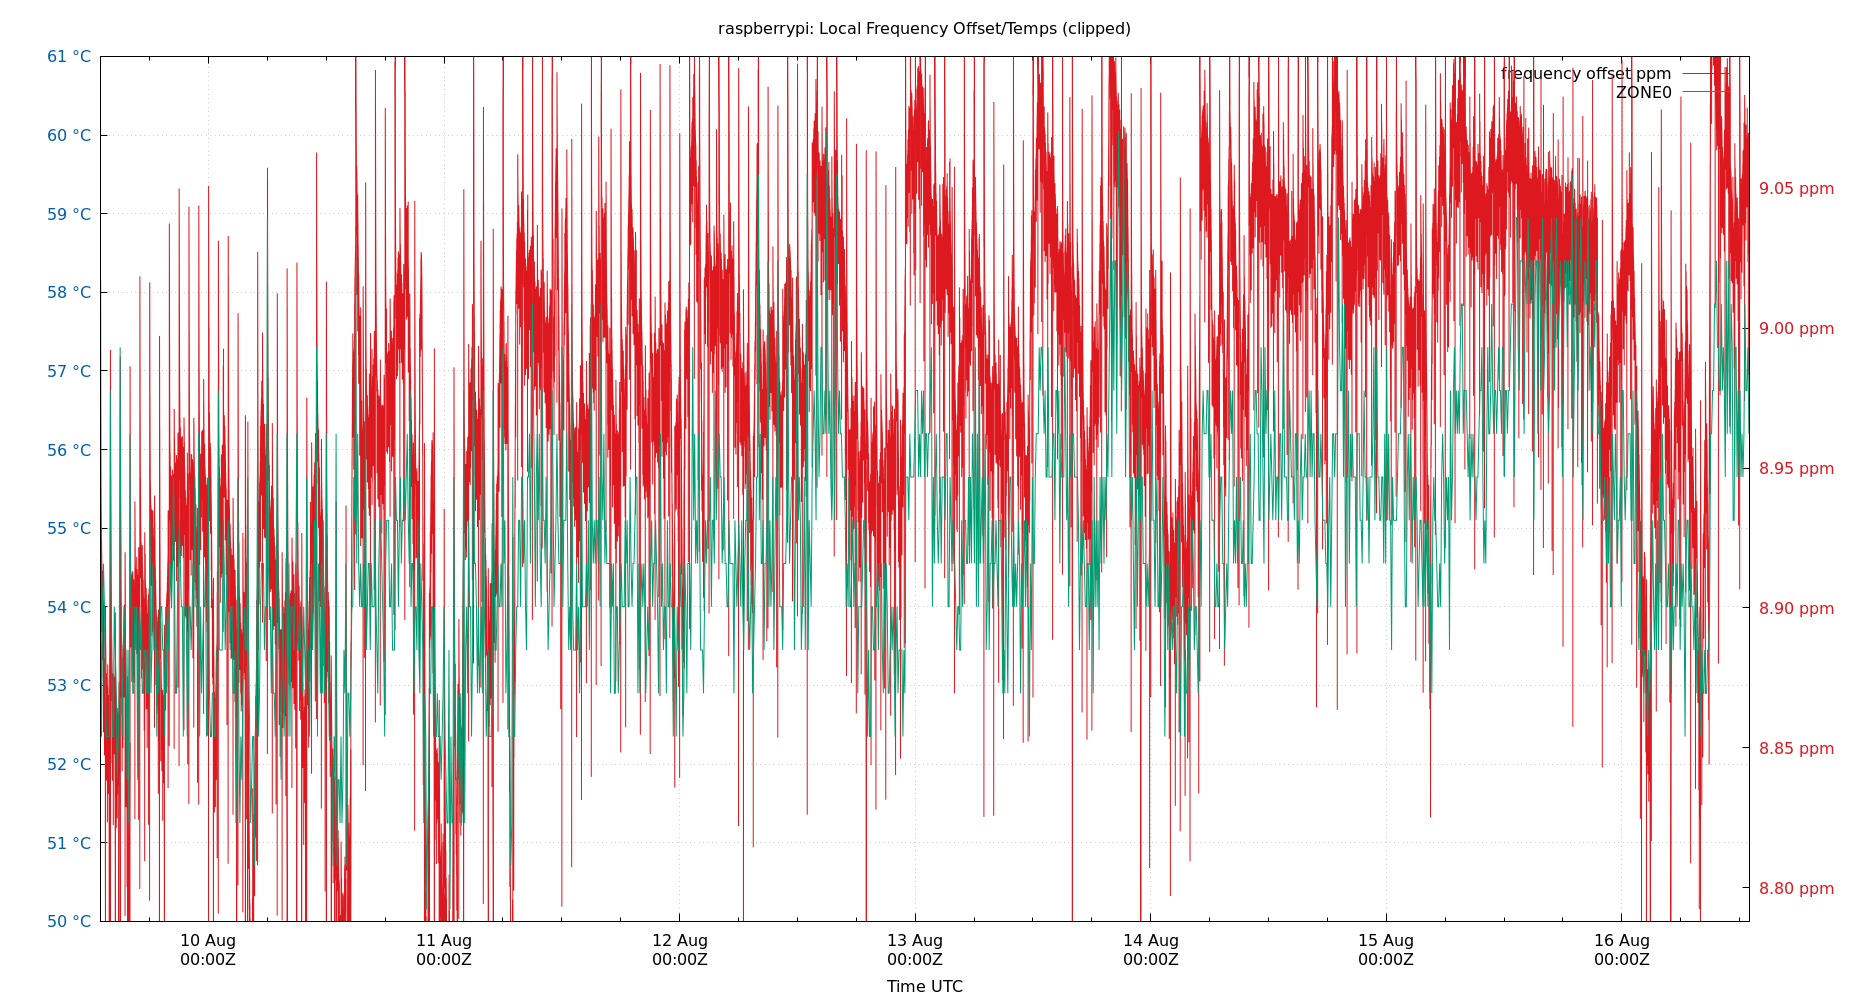 raspberrypi: Local Frequency Offset/Temps (clipped)
frequency offset ppm
ZONE0
61 °C
60 °C
59 °C
58 °C
57 °C
56 °C
55 °C
54 °C
53 °C
52 °C
51 °C
50 °C
9.05 ppm
9.00 ppm
8.95 ppm
8.90 ppm
8.85 ppm
8.80 ppm
10 Aug
00:00Z
11 Aug
00:00Z
12 Aug
00:00Z
13 Aug
00:00Z
14 Aug
00:00Z
15 Aug
00:00Z
16 Aug
00:00Z
Time UTC